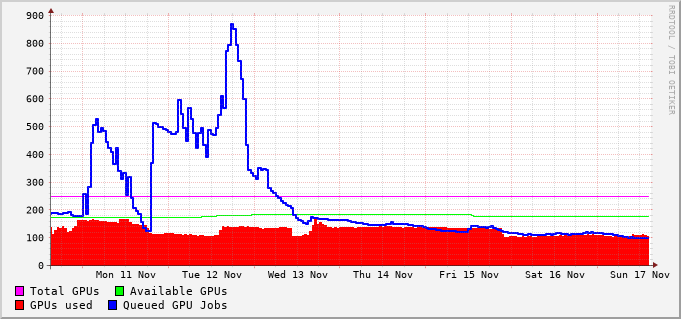 900
800
700
600
500
400
300
200
100
0
Mon 11 Nov Tue 12 Nov Wed 13 Nov Thu 14 Nov Fri 15 Nov Sat 16 Nov Sun 17 Nov
Total GPUs Available GPUs
GPUs used Queued GPU Jobs
RRDTOOL / TOBI OETIKER